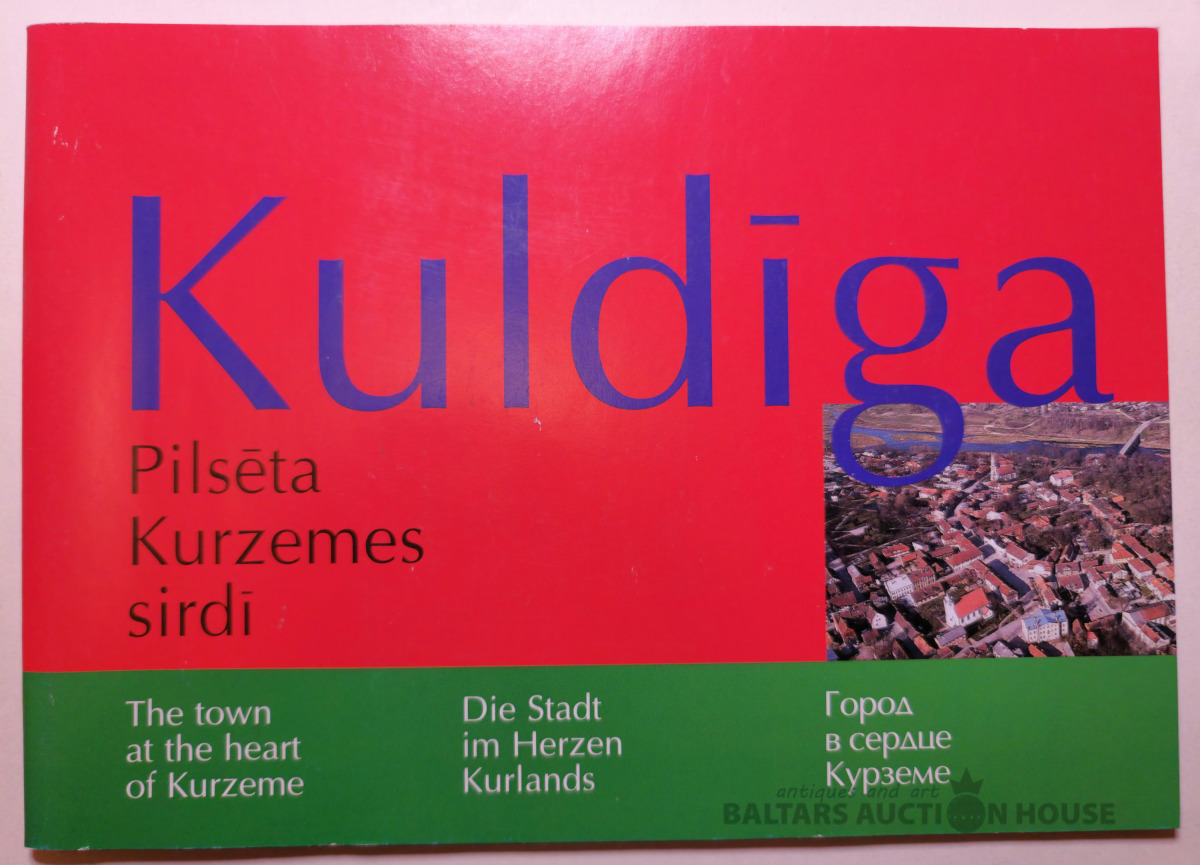 Kuldīga
Pilsēta
Kurzemes
sirdī
The town
at the heart
of Kurzeme
Die Stadt
im Herzen
Kurlands
Город
в сердце
Курземе
antiques and art
BALTARS AUCTION HOUSE